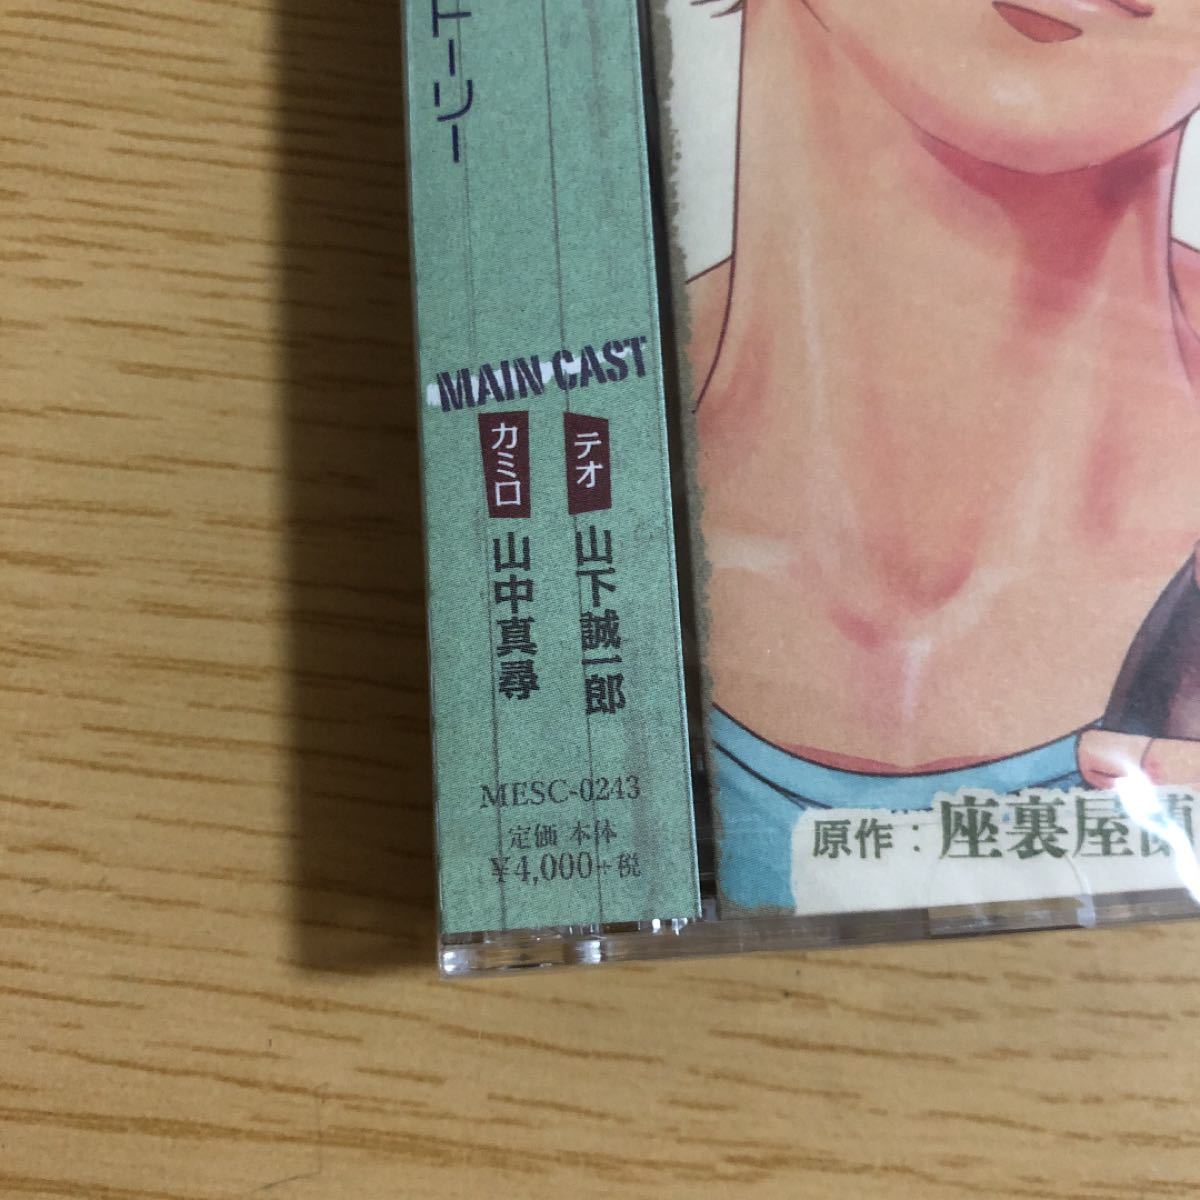 トーリー
MAIN CAST
テオ 山下誠一郎
カミロ 山中真尋
MESC-0243
定価 本体
¥4,000+税
原作：座裏屋蘭